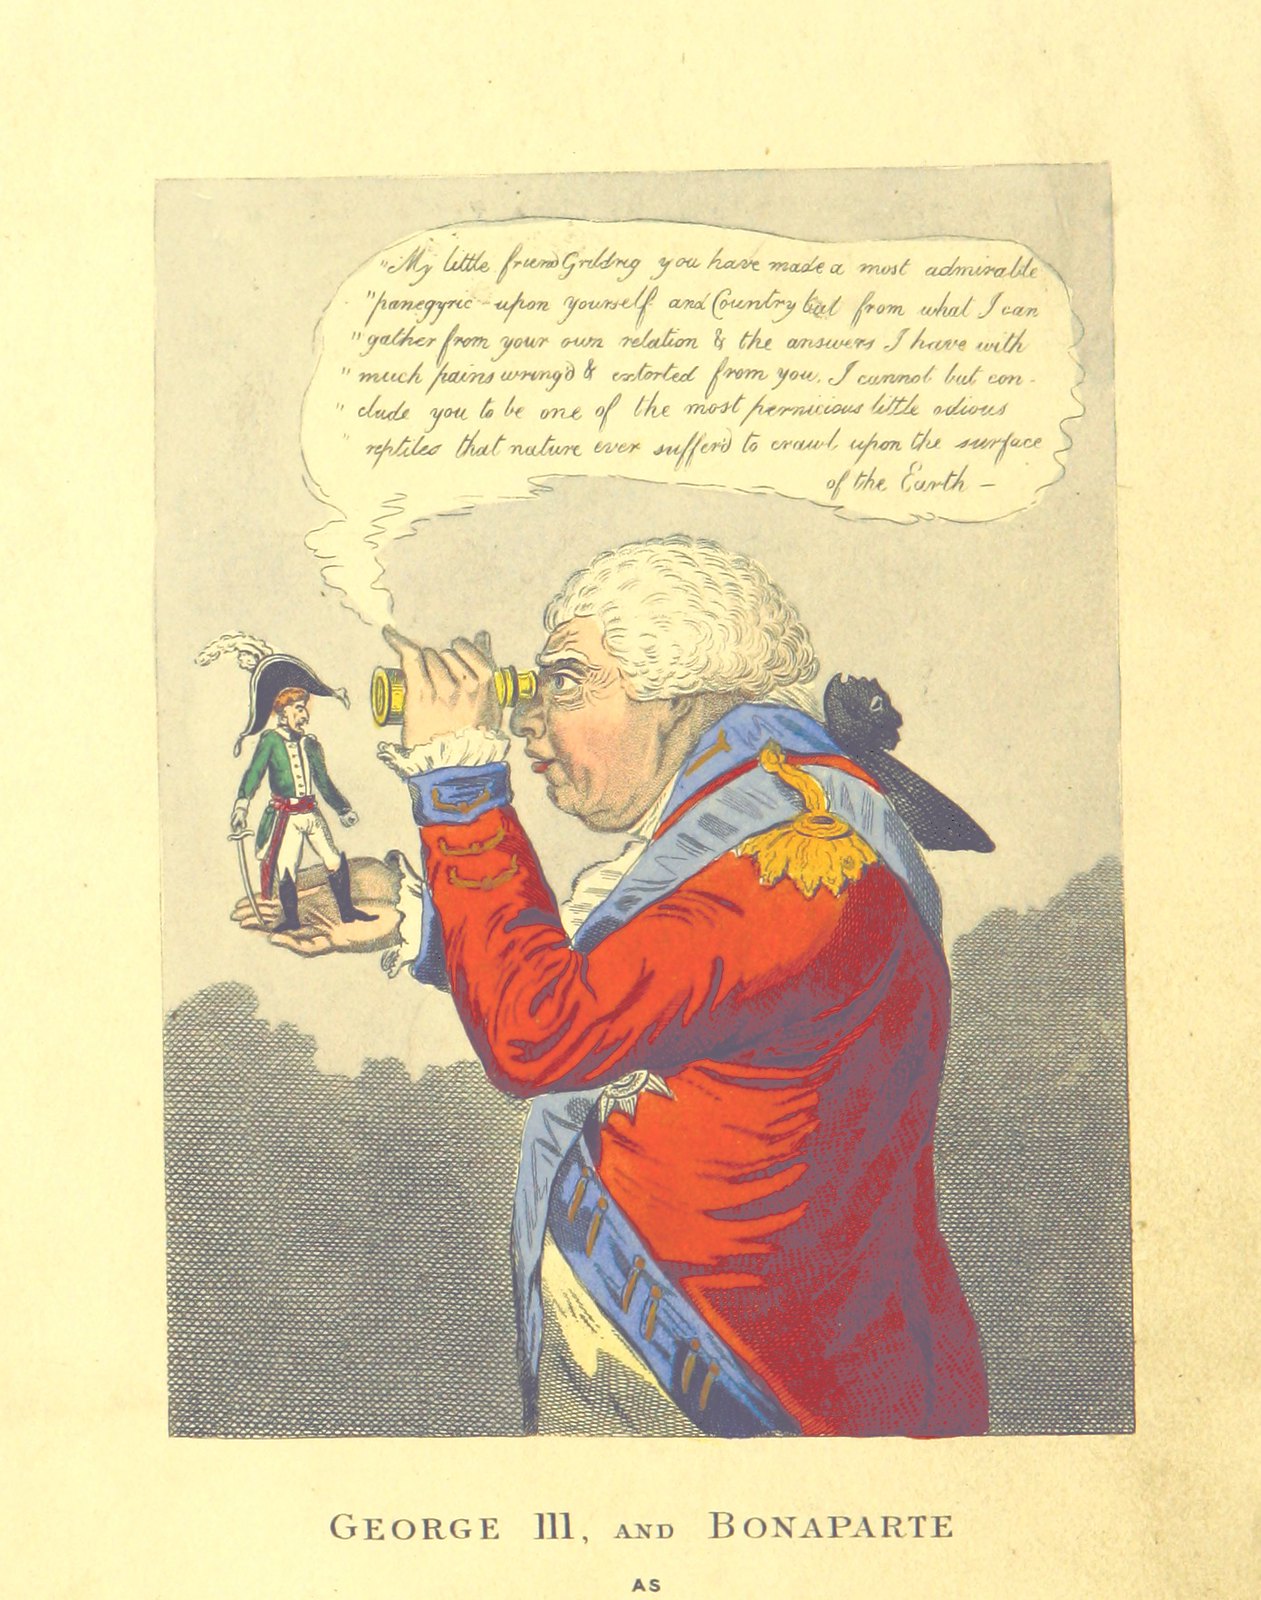 "My little friend Grildrig you have made a most admirable
"panegyric upon yourself and Country but from what I can
"gather from your own relation & the answers I have with
"much pains wring'd & extorted from you, I cannot but con-
"clude you to be one of the most pernicious little odious
"reptiles that nature ever suffer'd to crawl upon the surface
of the Earth —
GEORGE III, AND BONAPARTE
AS